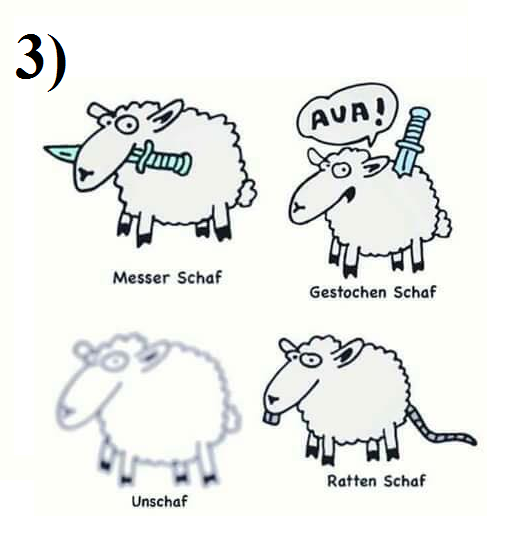 3)
AUA!
Messer Schaf
Gestochen Schaf
Unschaf
Ratten Schaf